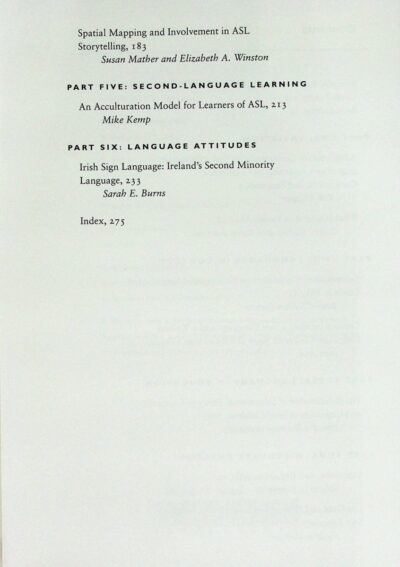 Spatial Mapping and Involvement in ASL
Storytelling, 183
Susan Mather and Elizabeth A. Winston
PART FIVE: SECOND-LANGUAGE LEARNING
An Acculturation Model for Learners of ASL, 213
Mike Kemp
PART SIX: LANGUAGE ATTITUDES
Irish Sign Language: Ireland's Second Minority
Language, 233
Sarah E. Burns
Index, 275